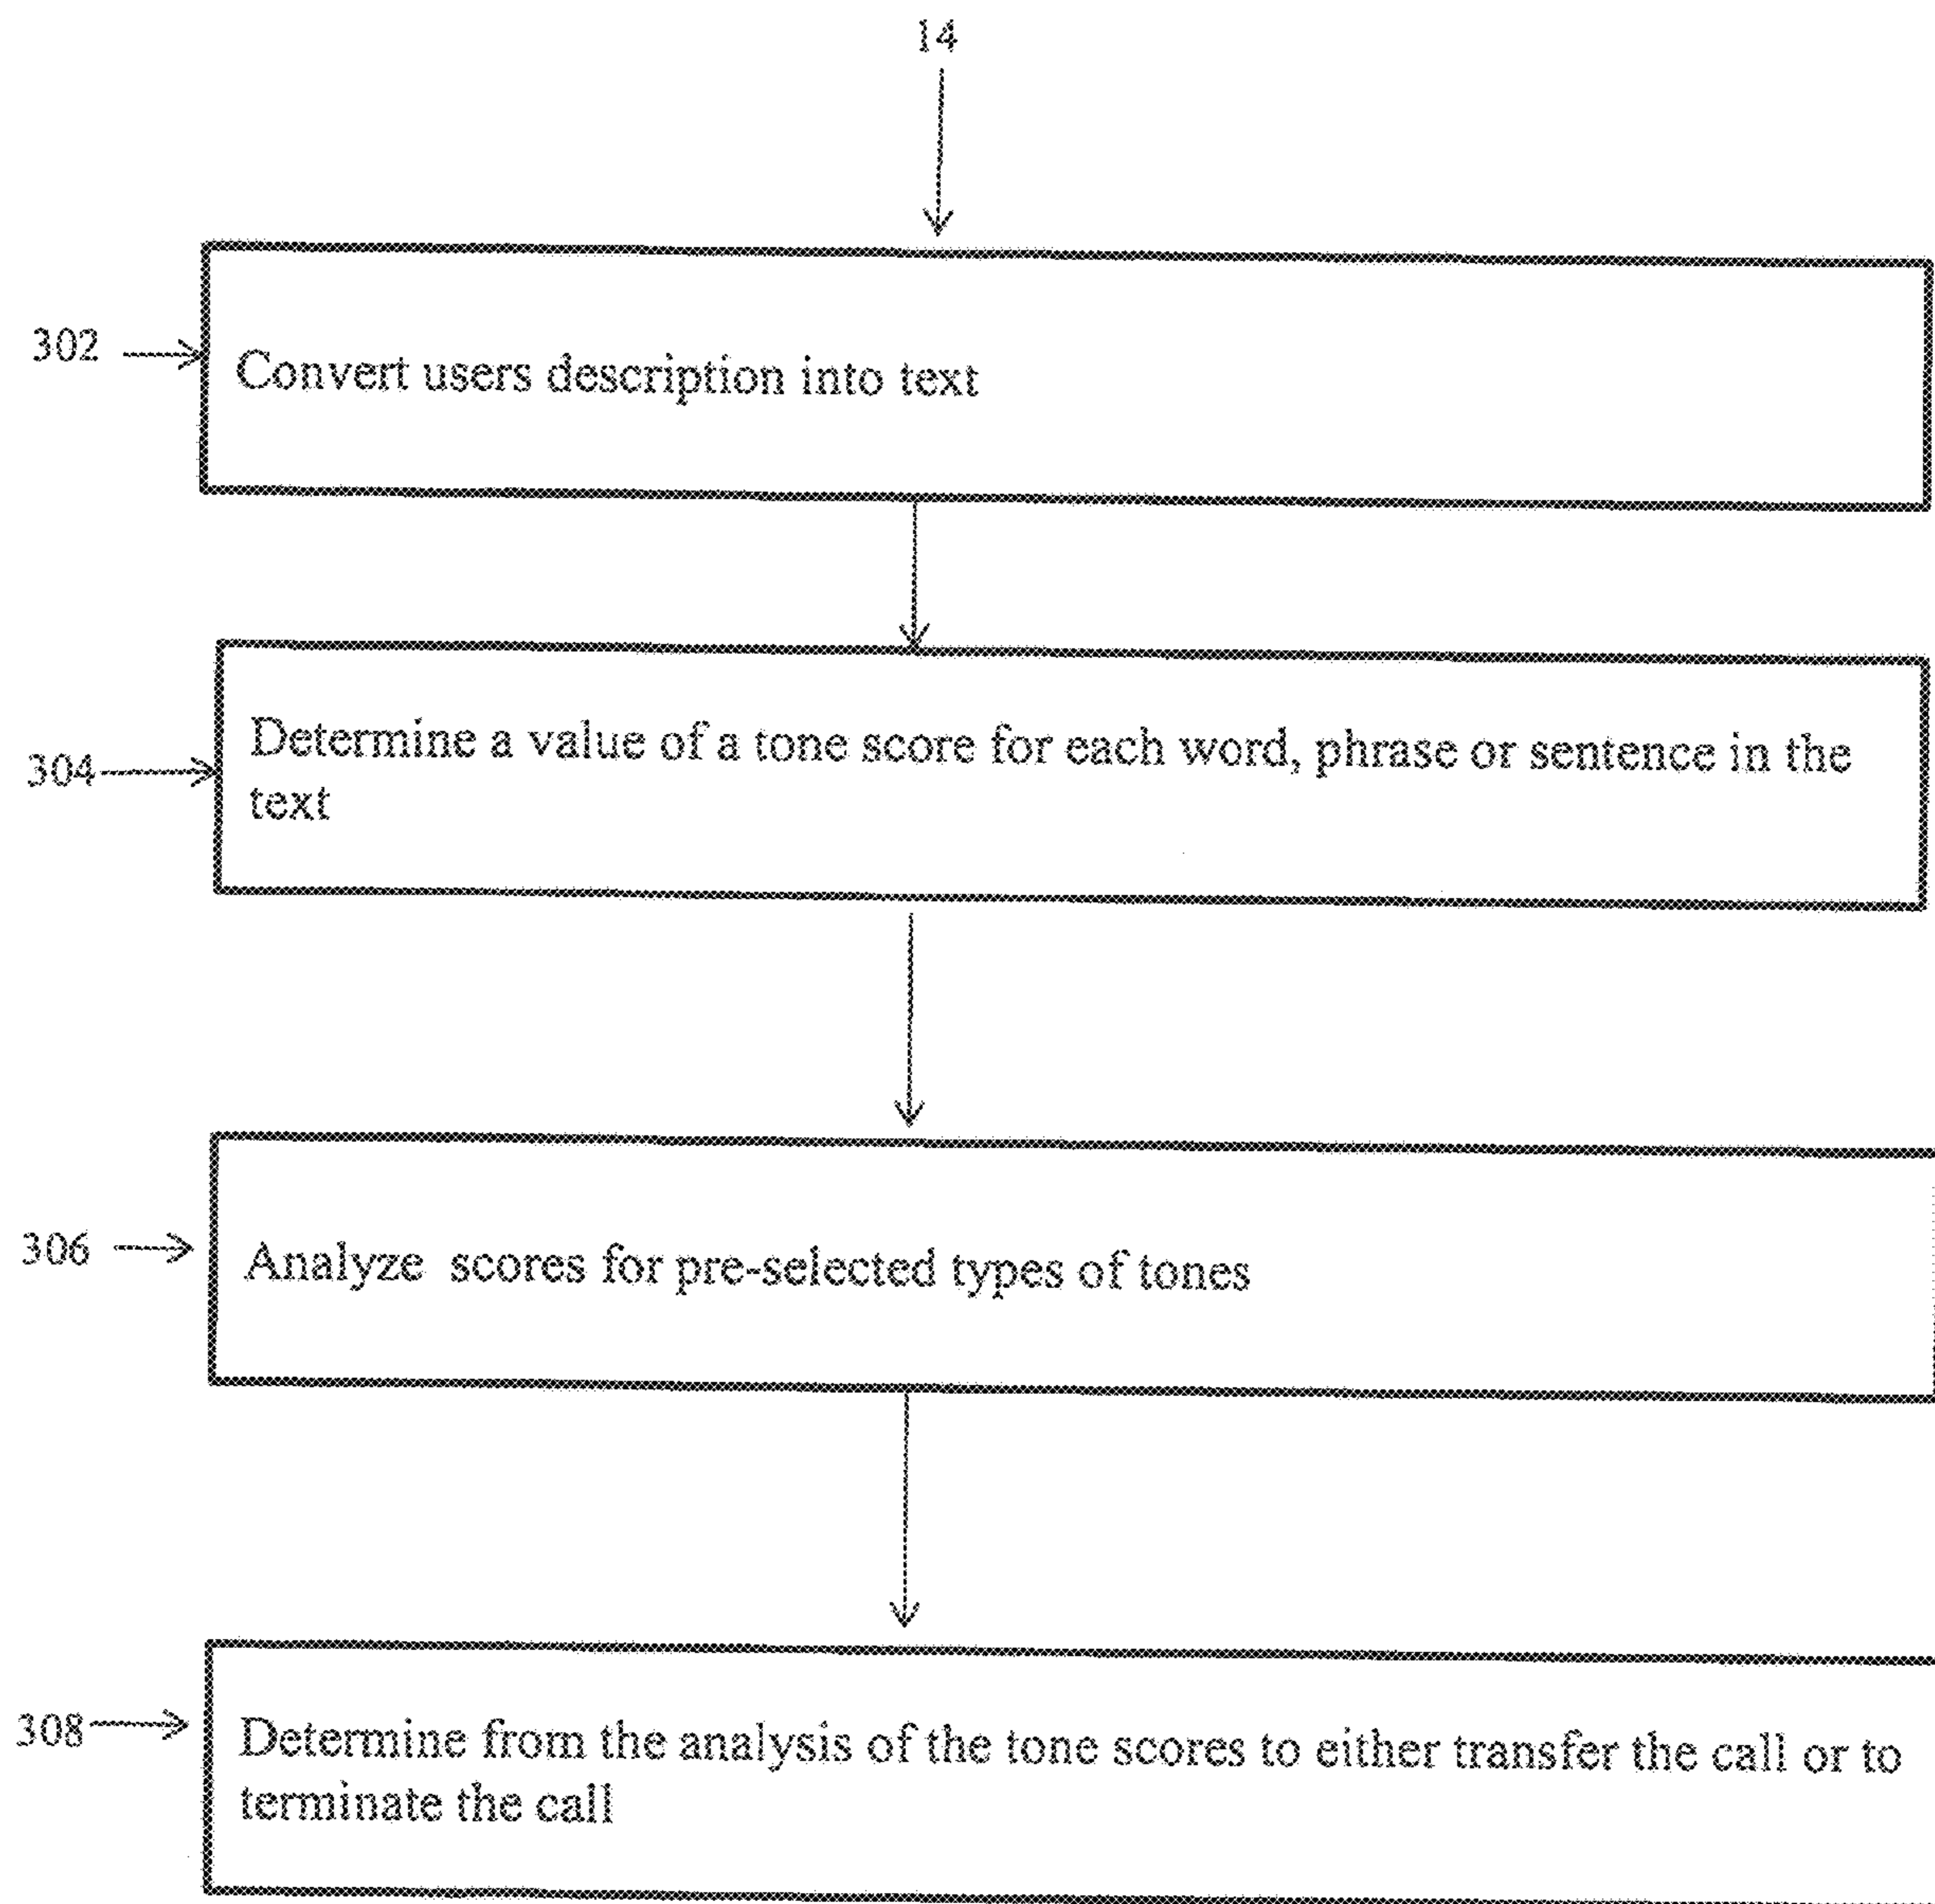 14
302
Convert users description into text
304
Determine a value of a tone score for each word, phrase or sentence in the
text
306
Analyze scores for pre-selected types of tones
308
Determine from the analysis of the tone scores to either transfer the call or to
terminate the call